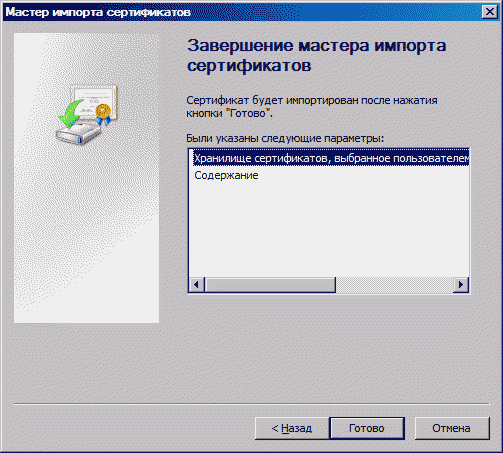 Мастер импорта сертификатов
Завершение мастера импорта
сертификатов
Сертификат будет импортирован после нажатия
кнопки "Готово".
Были указаны следующие параметры:
Хранилище сертификатов, выбранное пользователем
Содержание
< Назад
Готово
Отмена